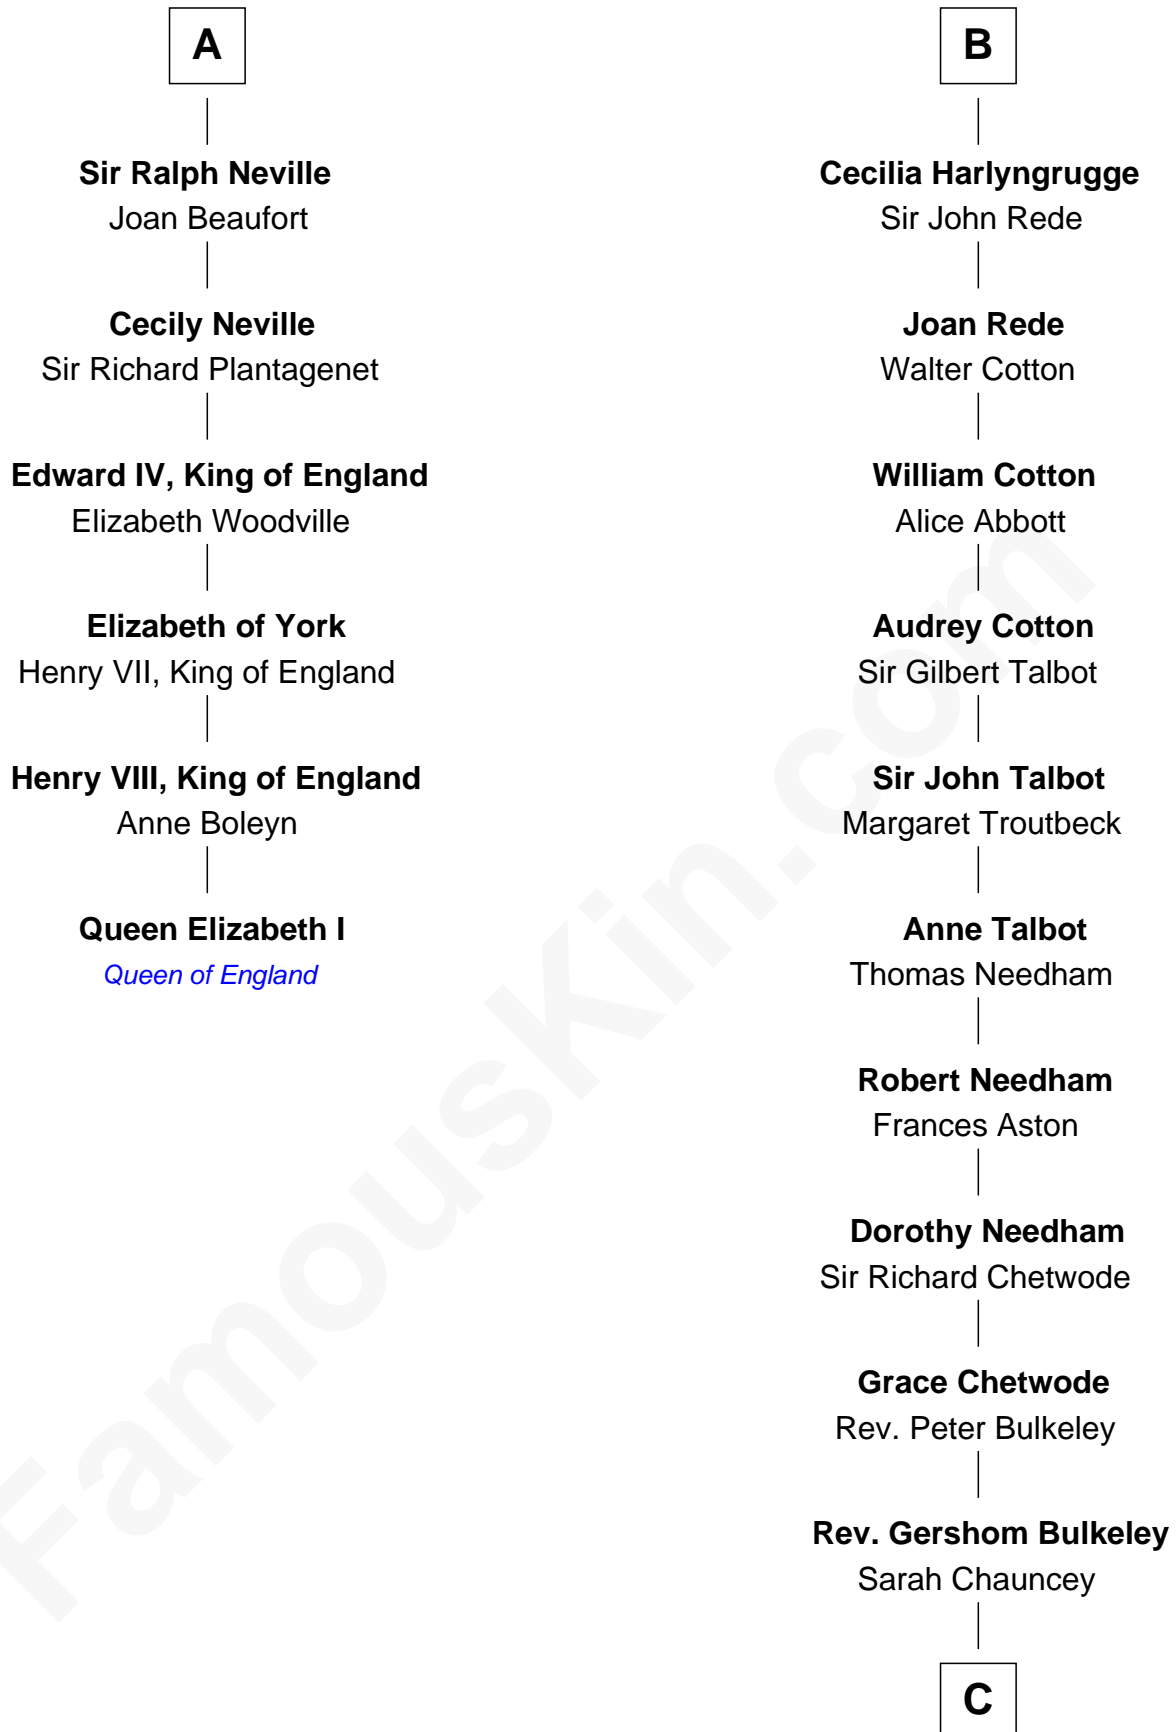 A
Sir Ralph Neville
Joan Beaufort
Cecily Neville
Sir Richard Plantagenet
Edward IV, King of England
Elizabeth Woodville
Elizabeth of York
Henry VII, King of England
Henry VIII, King of England
Anne Boleyn
Queen Elizabeth I
Queen of England
B
Cecilia Harlyngrugge
Sir John Rede
Joan Rede
Walter Cotton
William Cotton
Alice Abbott
Audrey Cotton
Sir Gilbert Talbot
Sir John Talbot
Margaret Troutbeck
Anne Talbot
Thomas Needham
Robert Needham
Frances Aston
Dorothy Needham
Sir Richard Chetwode
Grace Chetwode
Rev. Peter Bulkeley
Rev. Gershom Bulkeley
Sarah Chauncey
C
FamousKin.com